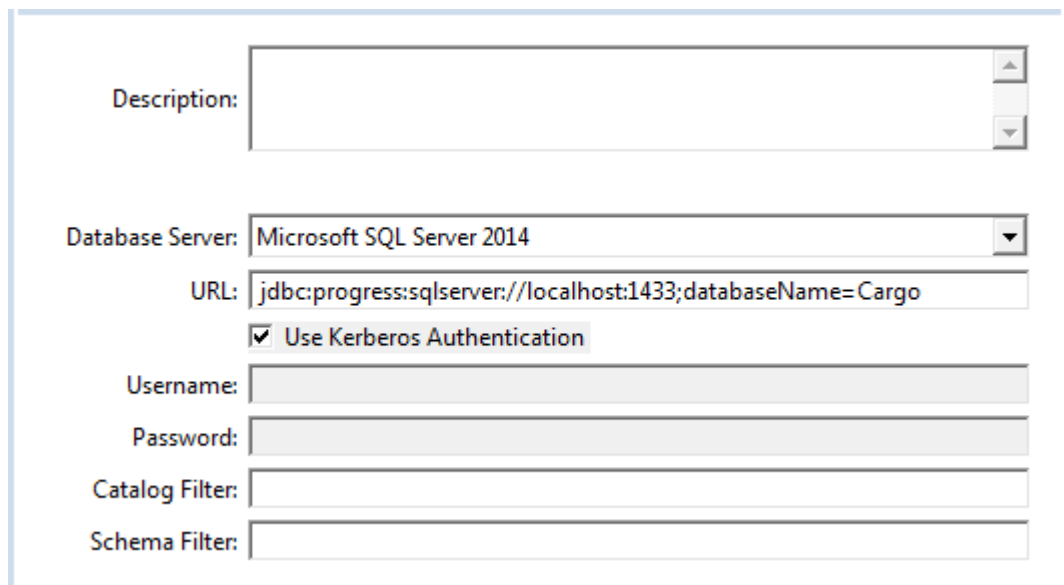 Description:
Database Server: Microsoft SQL Server 2014
URL: jdbc:progress:sqlserver://localhost:1433;databaseName=Cargo
Use Kerberos Authentication
Username:
Password:
Catalog Filter:
Schema Filter: